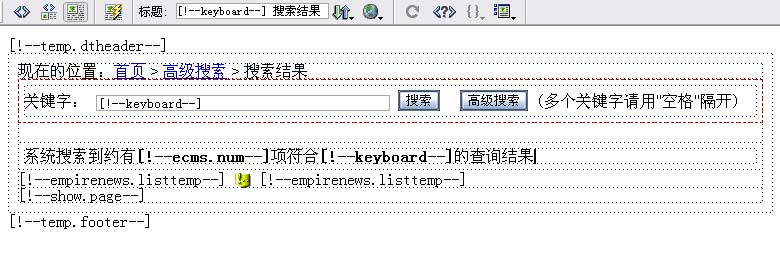 标题: [!--keyboard--] 搜索结果
[!--temp.dtheader--]
现在的位置：首页 > 高级搜索 > 搜索结果
关键字： [!--keyboard--] 搜索 高级搜索 (多个关键字请用"空格"隔开)
系统搜索到约有[!--ecms.num--]项符合[!--keyboard--]的查询结果
[!--empirenews.listtemp--] [!--empirenews.listtemp--]
[!--show.page--]
[!--temp.footer--]